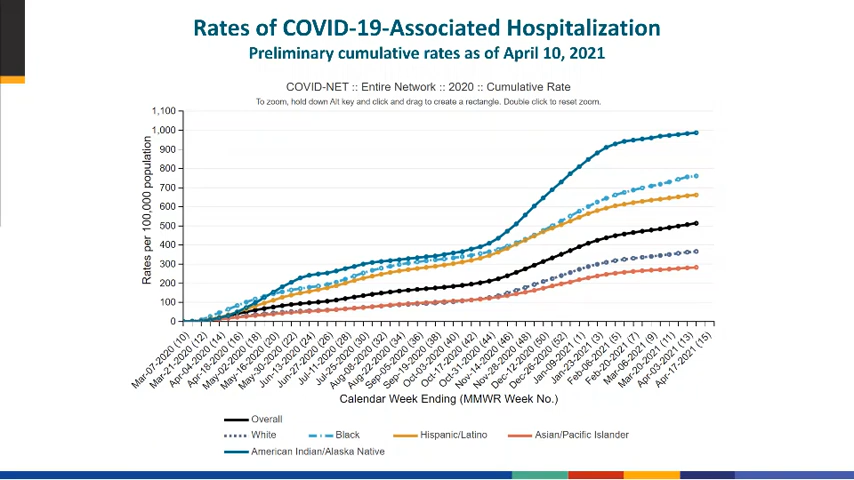 Rates of COVID-19-Associated Hospitalization
Preliminary cumulative rates as of April 10, 2021
COVID-NET :: Entire Network :: 2020 :: Cumulative Rate
To zoom, hold down Alt key and click and drag to create a rectangle. Double click to reset zoom.
Rates per 100,000 population
1,100
1,000
900
800
700
600
500
400
300
200
100
0
Mar-07-2020 (10)
Mar-21-2020 (12)
Apr-04-2020 (14)
Apr-18-2020 (16)
May-02-2020 (18)
May-16-2020 (20)
May-30-2020 (22)
Jun-13-2020 (24)
Jun-27-2020 (26)
Jul-11-2020 (28)
Jul-25-2020 (30)
Aug-08-2020 (32)
Aug-22-2020 (34)
Sep-05-2020 (36)
Sep-19-2020 (38)
Oct-03-2020 (40)
Oct-17-2020 (42)
Oct-31-2020 (44)
Nov-14-2020 (46)
Nov-28-2020 (48)
Dec-12-2020 (50)
Dec-26-2020 (52)
Jan-09-2021 (1)
Jan-23-2021 (3)
Feb-06-2021 (5)
Feb-20-2021 (7)
Mar-06-2021 (9)
Mar-20-2021 (11)
Apr-03-2021 (13)
Apr-17-2021 (15)
Calendar Week Ending (MMWR Week No.)
Overall
White Black Hispanic/Latino Asian/Pacific Islander
American Indian/Alaska Native